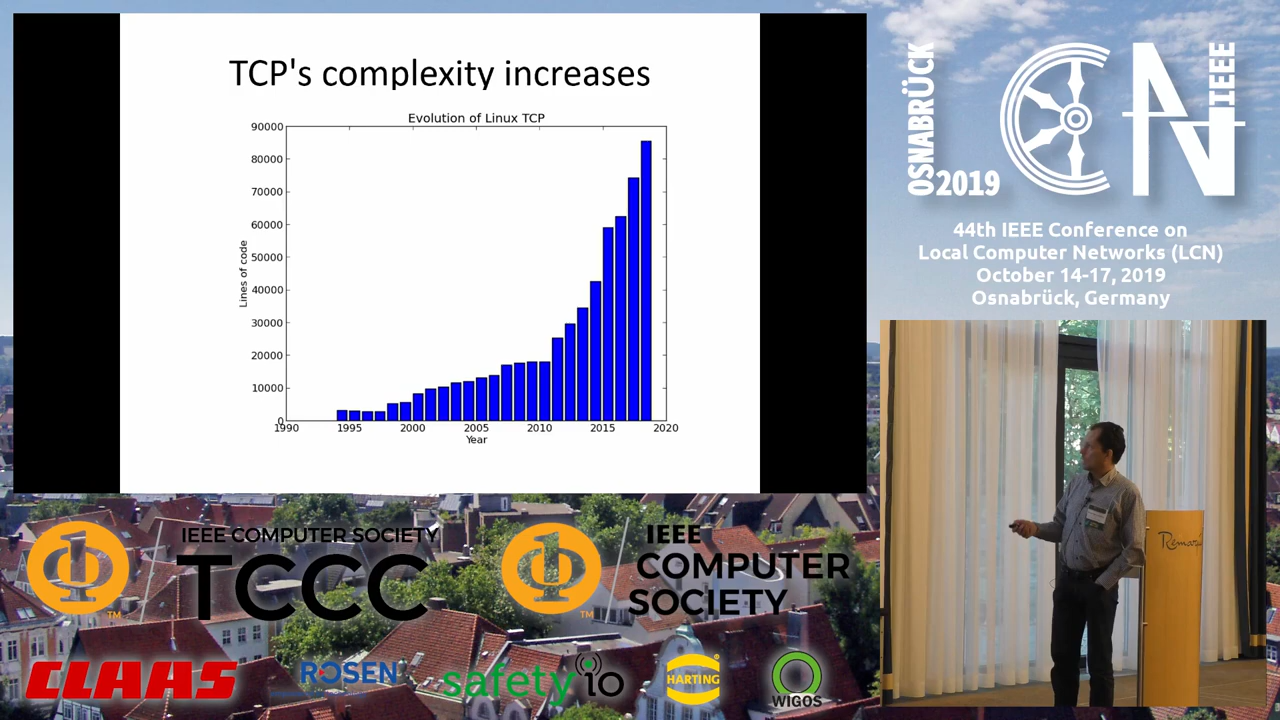 TCP's complexity increases
Evolution of Linux TCP
90000
80000
70000
60000
50000
40000
30000
20000
10000
0
Lines of code
1990
1995
2000
2005
2010
2015
2020
Year
OSNABRÜCK
2019
CN
IEEE
44th IEEE Conference on
Local Computer Networks (LCN)
October 14-17, 2019
Osnabrück, Germany
IEEE COMPUTER SOCIETY
TCCC
TM
IEEE
COMPUTER
SOCIETY
TM
CLAAS
ROSEN
safety io
HARTING
WIGOS